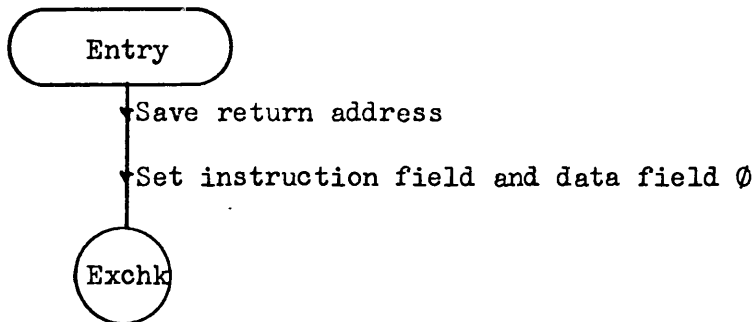 Entry
Save return address
Set instruction field and data field Ø
Exchk